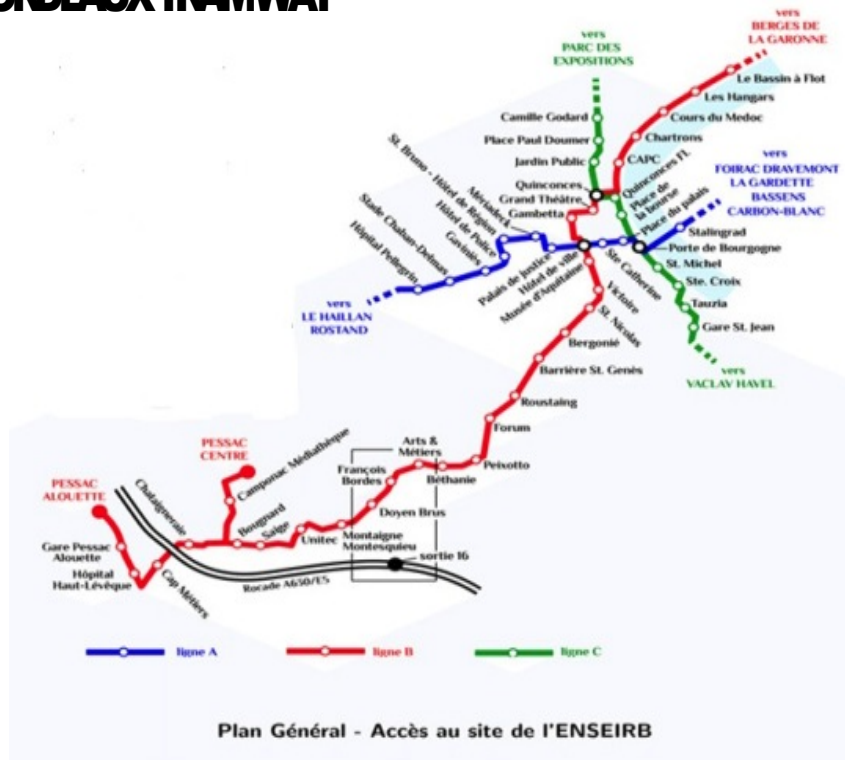 vers
BERGES DE
LA GARONNE
vers
PARC DES
EXPOSITIONS
Le Bassin à Flot
Les Hangars
Camille Godard
Cours du Medoc
Place Paul Doumer
Chartrons
Jardin Public
CAPC
vers
FOIRAC DRAVEMONT
LA GARDETTE
BASSENS
CARBON-BLANC
Quinconces
Quinconces Fl.
Grand Théâtre
Place de
la bourse
Gambetta
Place du palais
Stalingrad
Porte de Bourgogne
St. Bruno - Hôtel de Région
Mériadeck
Hôtel de Police
Gaviniès
Stade Chaban-Delmas
Hôpital Pellegrin
Palais de Justice
Hôtel de ville
Musée d'Aquitaine
Ste Catherine
St. Michel
Ste. Croix
Tauzia
Gare St. Jean
vers
LE HAILLAN
ROSTAND
Victoire
St. Nicolas
vers
VACLAV HAVEL
Bergonié
Barrière St. Genès
Roustaing
Forum
Peixotto
Arts &
Métiers
Béthanie
François
Bordes
Doyen Brus
Montaigne
Montesquieu
Unitec
Saige
Bougnard
PESSAC
CENTRE
Camponac Médiathèque
Chataigneraie
PESSAC
ALOUETTE
Gare Pessac
Alouette
Hôpital
Haut-Lévêque
Cap Métiers
sortie 16
Rocade A630/E5
ligne A
ligne B
ligne C
Plan Général - Accès au site de l'ENSEIRB